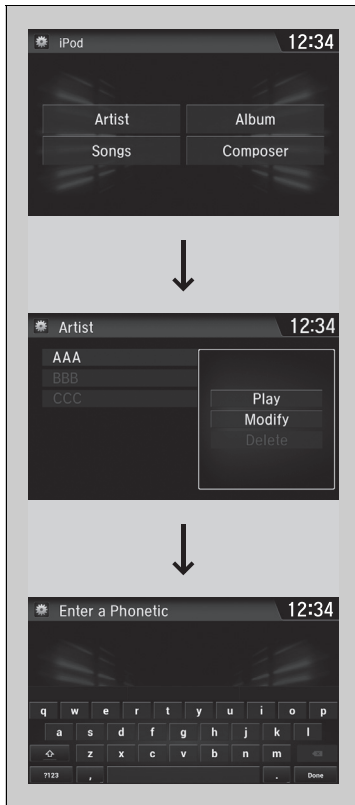 iPod 12:34
Artist Album
Songs Composer
Artist 12:34
AAA
BBB
CCC
Play
Modify
Delete
Enter a Phonetic 12:34
q w e r t y u i o p
a s d f g h j k l
z x c v b n m
?123 , . Done